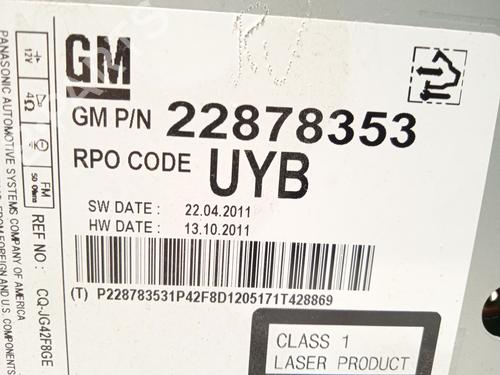 GM
GM P/N 22878353
RPO CODE UYB
SW DATE : 22.04.2011
HW DATE : 13.10.2011
(T) P228783531P42F8D1205171T428869
CLASS 1
LASER PRODUCT
12V
4Ω
FM
50 Ohms
REF NO : CQ-JG42F8GE
PANASONIC AUTOMOTIVE SYSTEMS COMPANY OF AMERICA
FROM FOREIGN AND U.S.